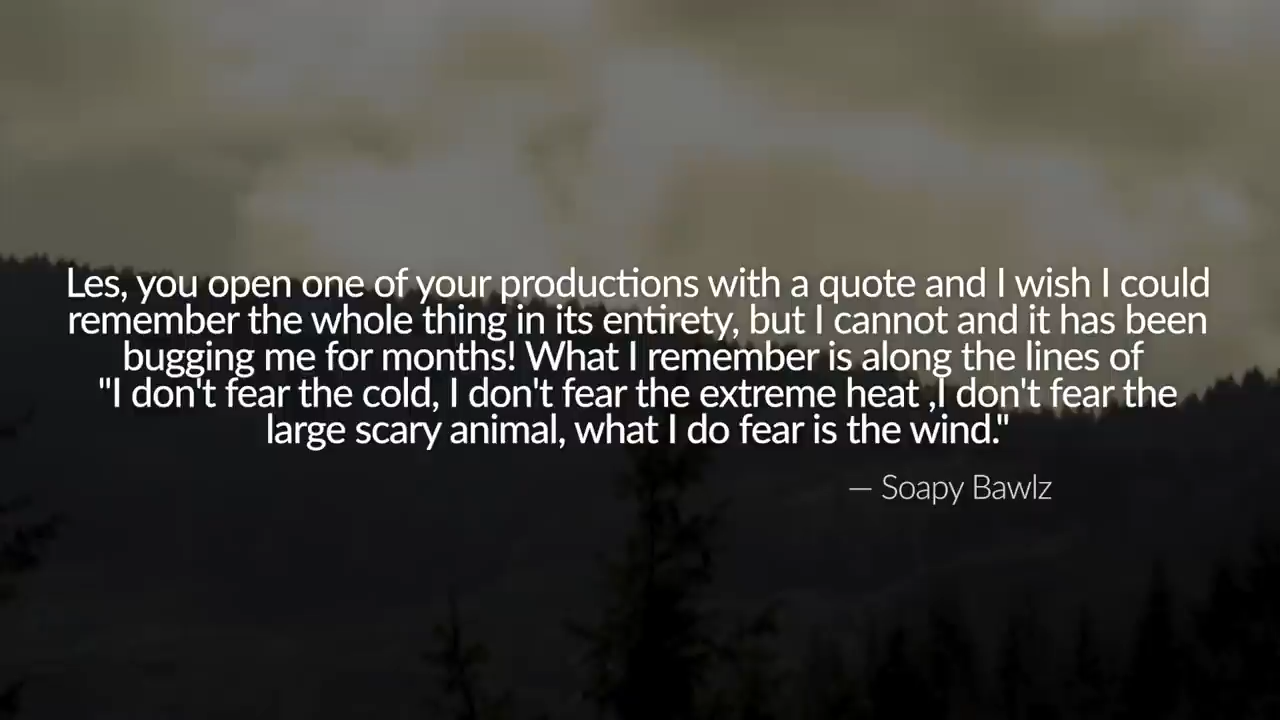 Les, you open one of your productions with a quote and I wish I could
remember the whole thing in its entirety, but I cannot and it has been
bugging me for months! What I remember is along the lines of
"I don't fear the cold, I don't fear the extreme heat ,I don't fear the
large scary animal, what I do fear is the wind."
— Soapy Bawlz